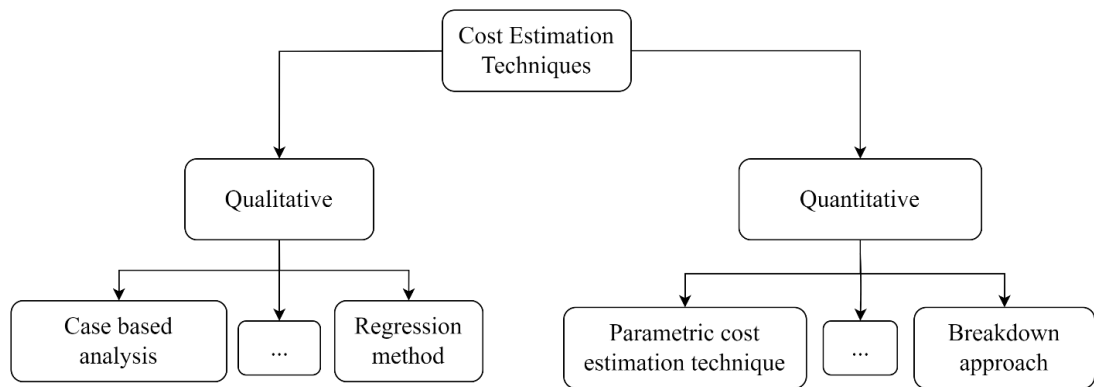 Cost Estimation
Techniques
Qualitative
Quantitative
Case based
analysis
...
Regression
method
Parametric cost
estimation technique
...
Breakdown
approach